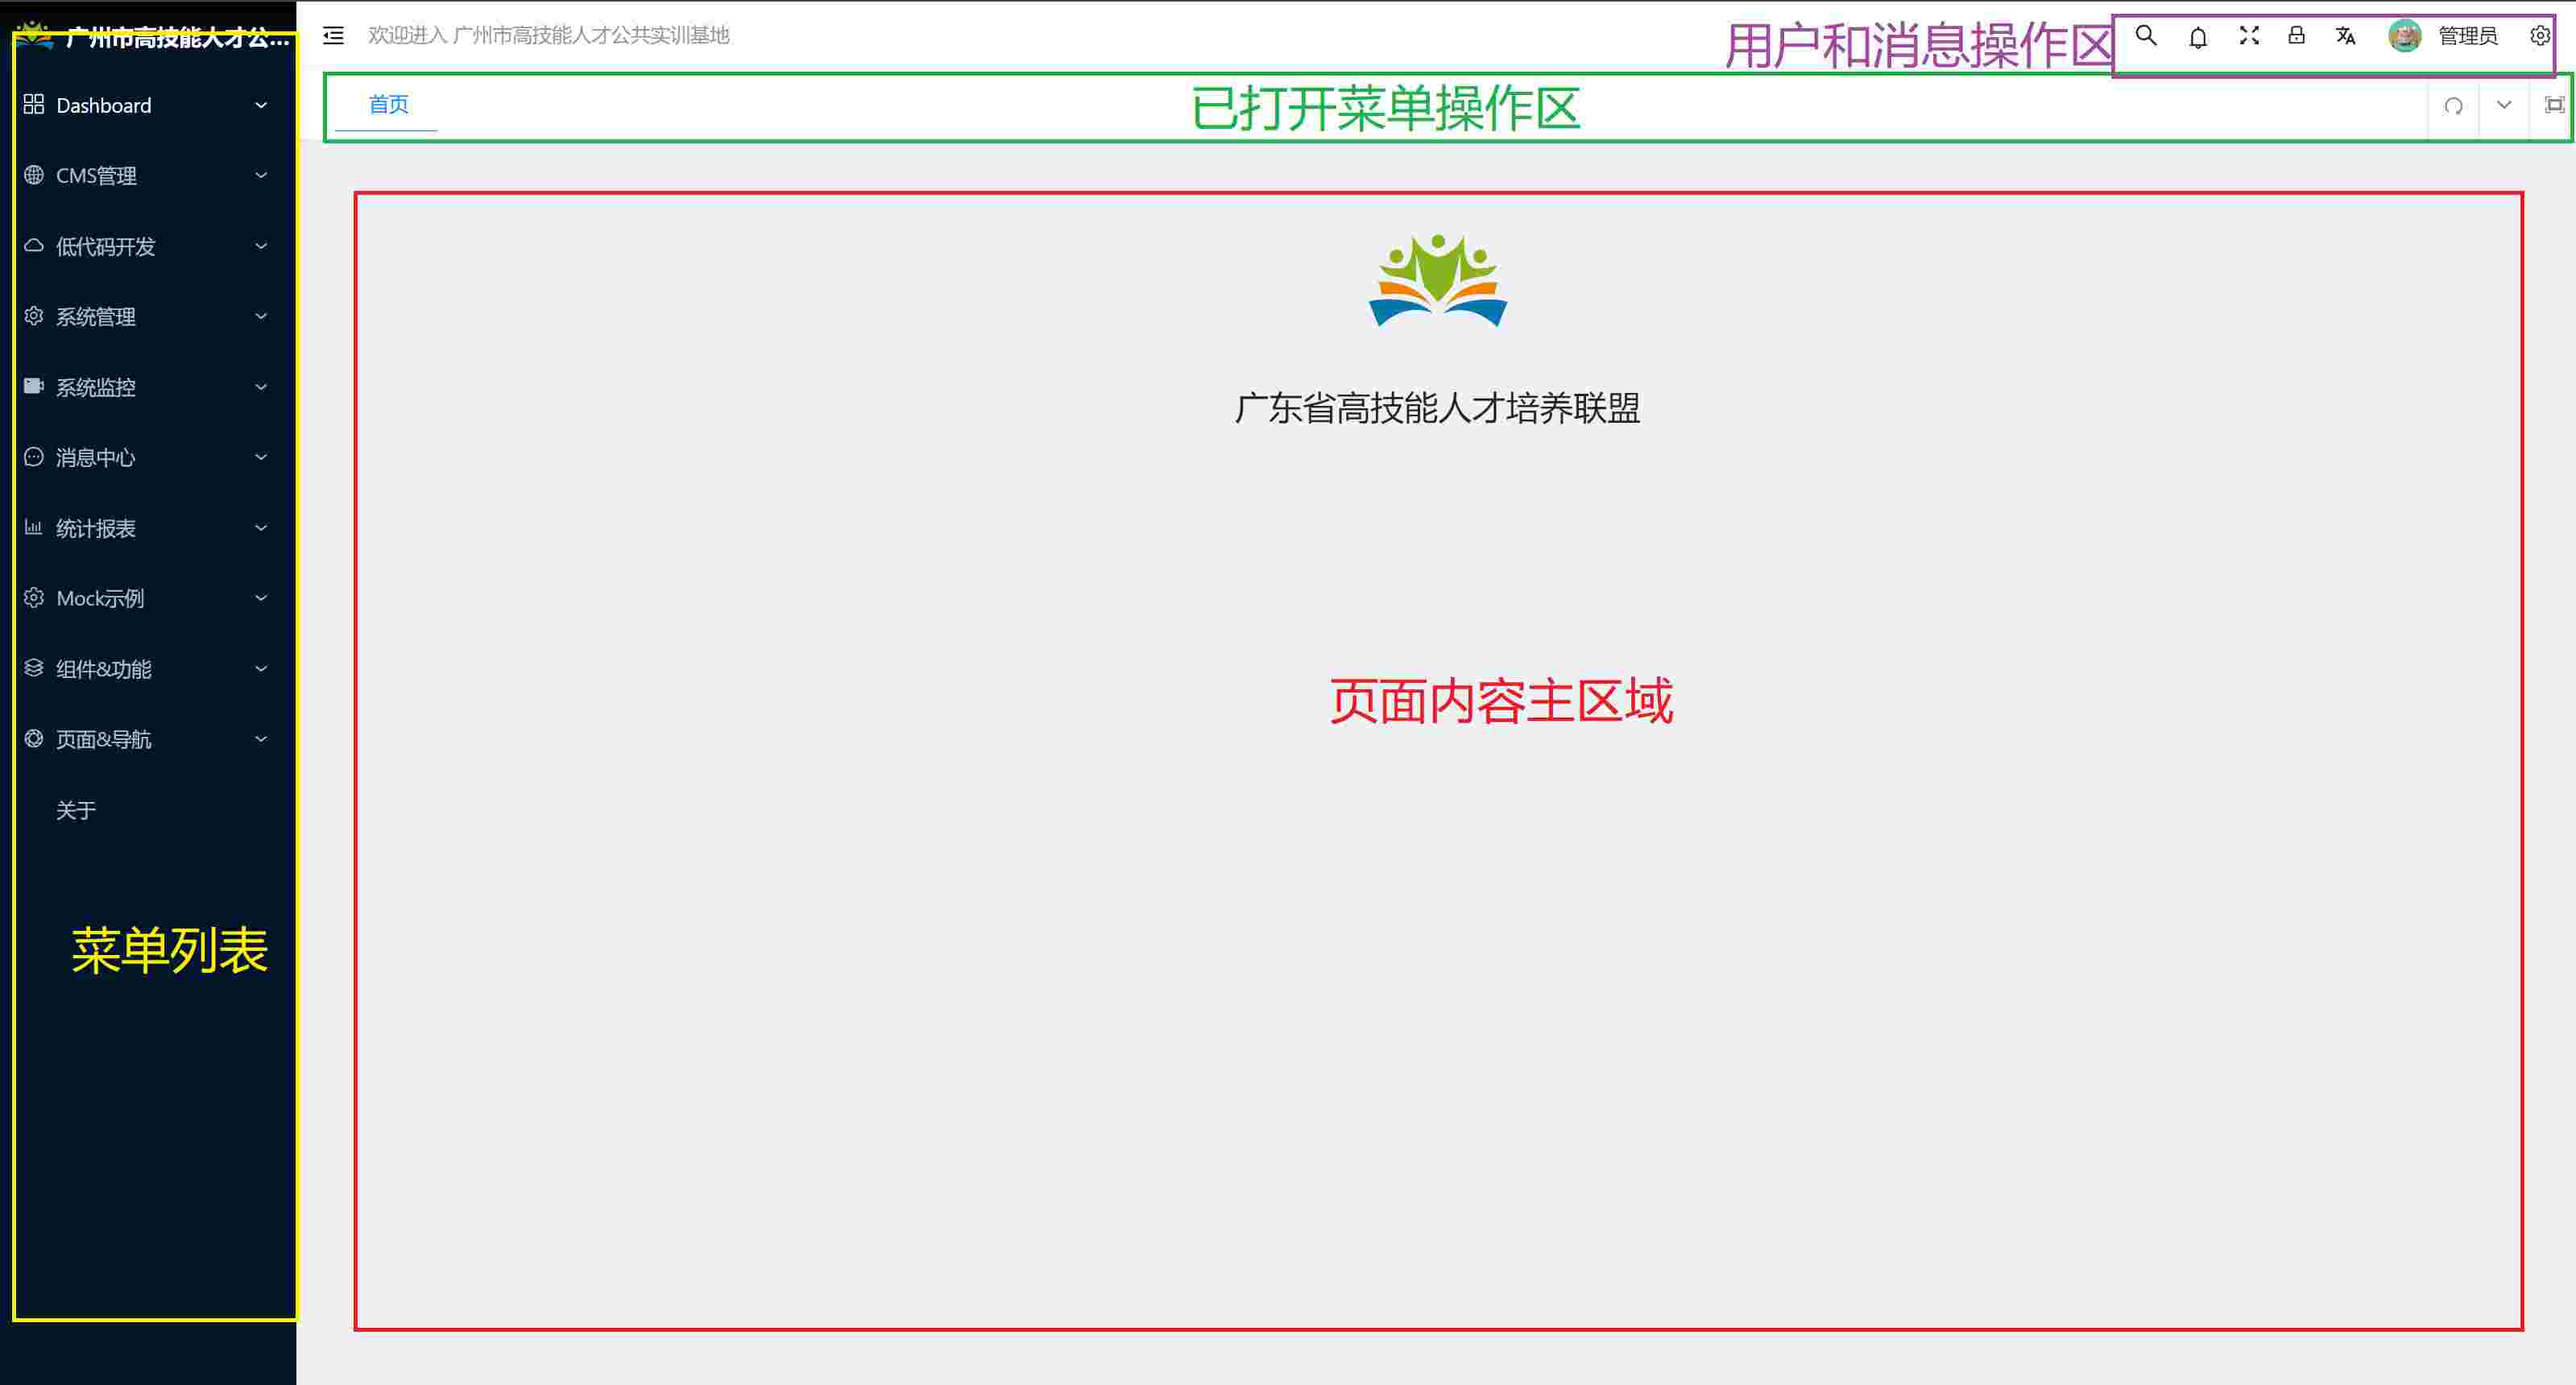 广州市高技能人才公...
欢迎进入 广州市高技能人才公共实训基地
用户和消息操作区
管理员
首页
已打开菜单操作区
Dashboard
CMS管理
低代码开发
系统管理
系统监控
消息中心
统计报表
Mock示例
组件&功能
页面&导航
关于
菜单列表
广东省高技能人才培养联盟
页面内容主区域